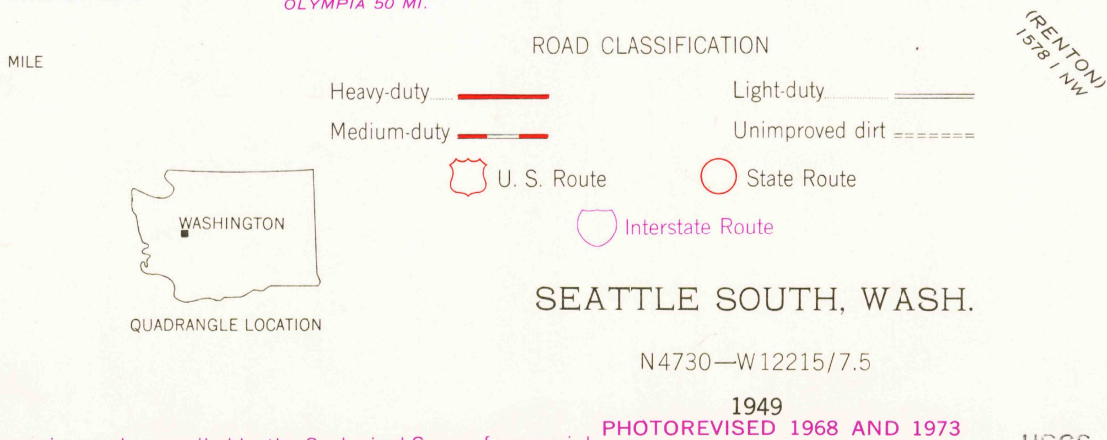 OLYMPIA 50 MI.
MILE
ROAD CLASSIFICATION
(RENTON)
1578 I NW
Heavy-duty
Light-duty
Medium-duty
Unimproved dirt
U. S. Route
State Route
Interstate Route
WASHINGTON
QUADRANGLE LOCATION
SEATTLE SOUTH, WASH.
N4730—W12215/7.5
1949
PHOTOREVISED 1968 AND 1973